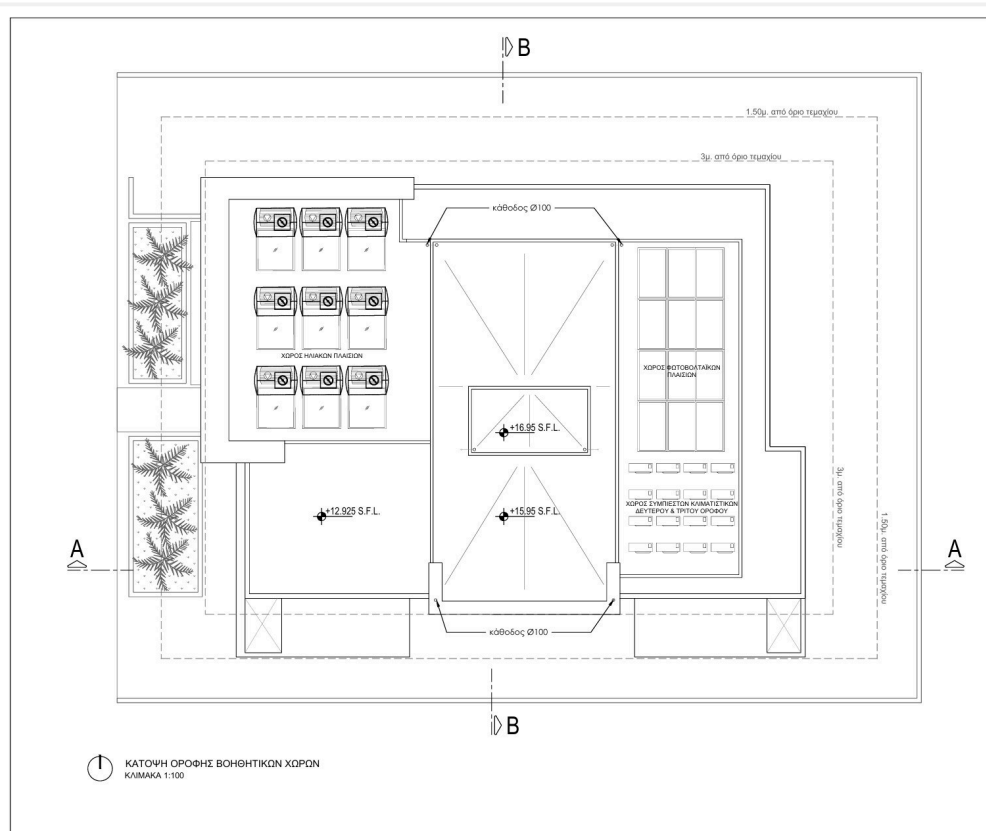 B
1.50μ. από όριο τεμαχίου
3μ. από όριο τεμαχίου
κάθοδος Ø100
ΧΩΡΟΣ ΗΛΙΑΚΩΝ ΠΛΑΙΣΙΩΝ
ΧΩΡΟΣ ΦΩΤΟΒΟΛΤΑΪΚΩΝ
ΠΛΑΙΣΙΩΝ
+16.95 S.F.L.
+12.925 S.F.L.
+15.95 S.F.L.
ΧΩΡΟΣ ΣΥΜΠΙΕΣΤΩΝ ΚΛΙΜΑΤΙΣΤΙΚΩΝ
ΔΕΥΤΕΡΟΥ & ΤΡΙΤΟΥ ΟΡΟΦΟΥ
3μ. από όριο τεμαχίου
1.50μ. από όριο τεμαχίου
A
A
κάθοδος Ø100
B
ΚΑΤΟΨΗ ΟΡΟΦΗΣ ΒΟΗΘΗΤΙΚΩΝ ΧΩΡΩΝ
ΚΛΙΜΑΚΑ 1:100